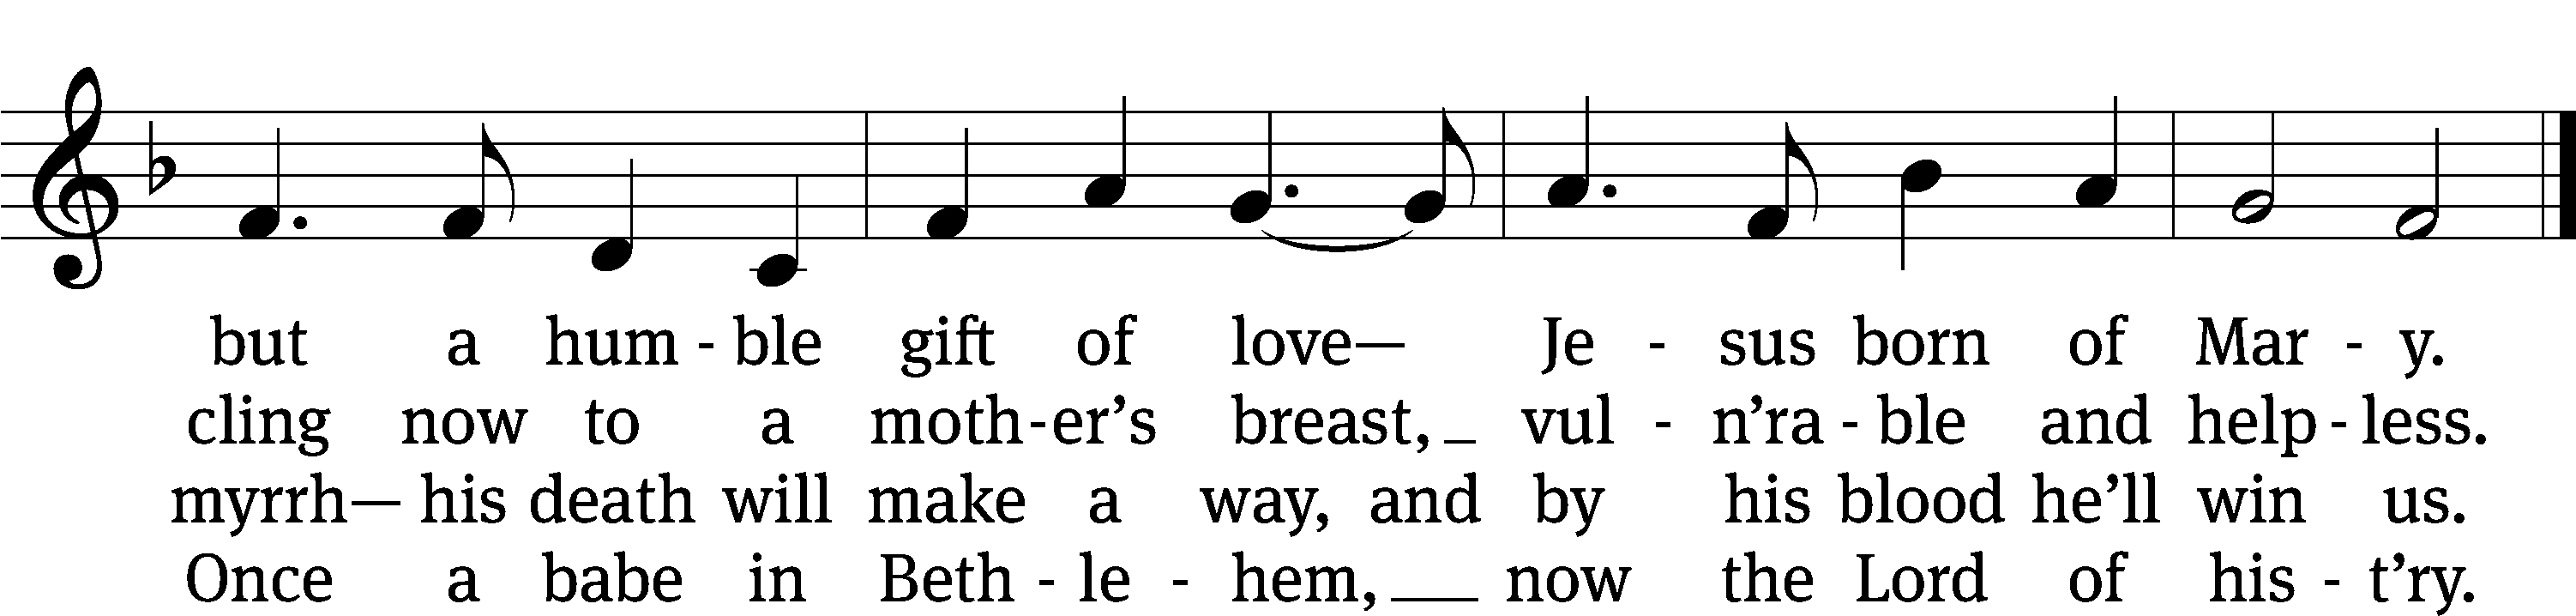 but a hum - ble gift of love— Je - sus born of Mar - y.
cling now to a moth-er’s breast, _ vul - n’ra - ble and help - less.
myrrh— his death will make a way, and by his blood he’ll win us.
Once a babe in Beth - le - hem, __ now the Lord of his - t’ry.